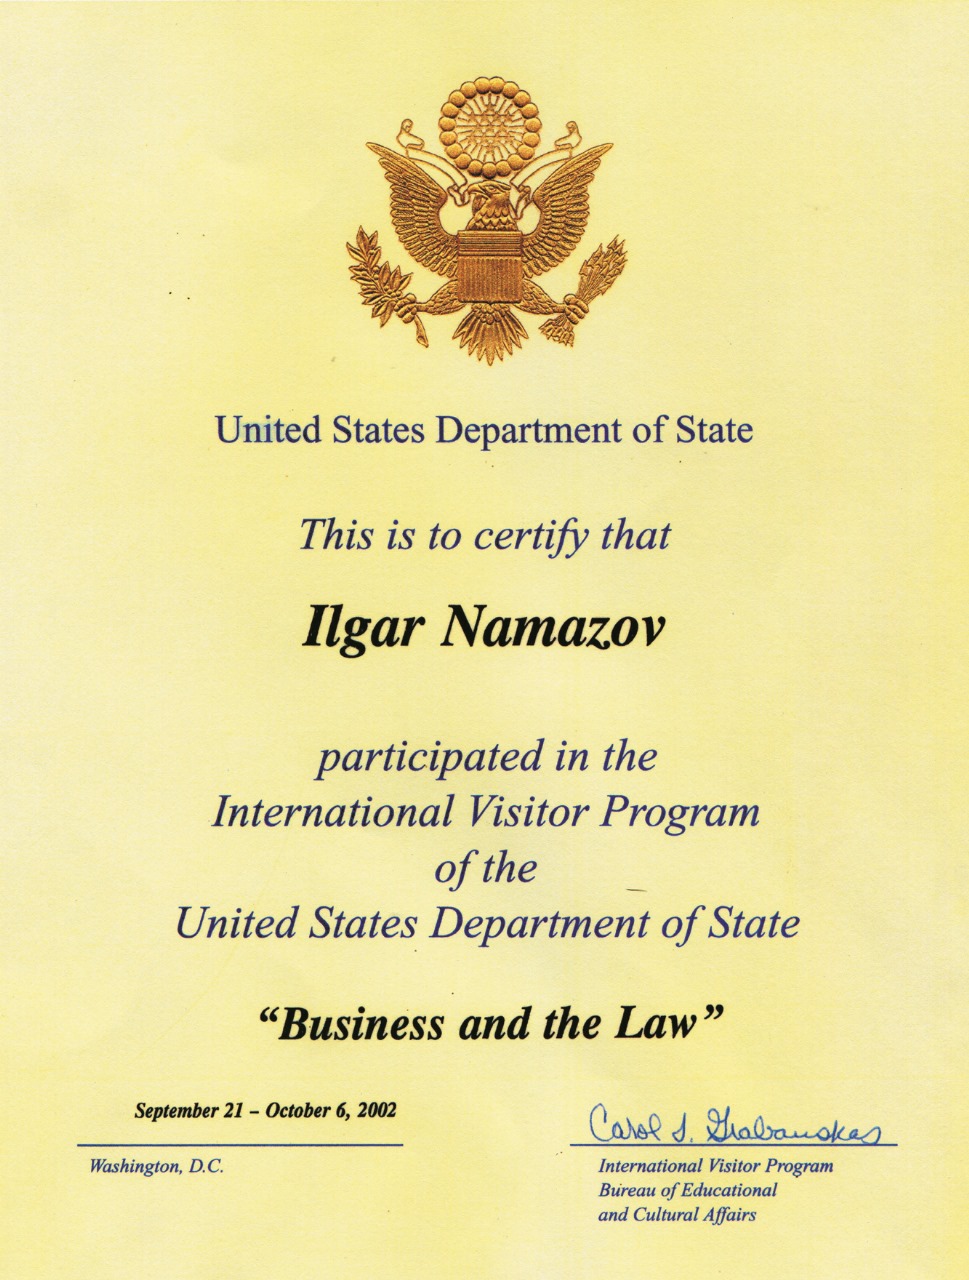 United States Department of State
This is to certify that
Ilgar Namazov
participated in the
International Visitor Program
of the
United States Department of State
“Business and the Law”
September 21 – October 6, 2002
Carol S. Grabauskas
Washington, D.C.
International Visitor Program
Bureau of Educational
and Cultural Affairs